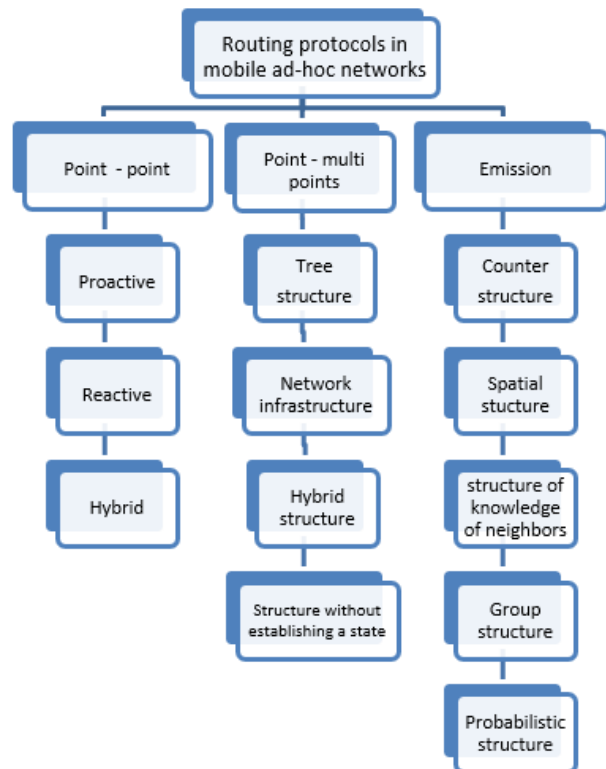 Routing protocols in
mobile ad-hoc networks
Point - point
Proactive
Reactive
Hybrid
Point - multi
points
Tree
structure
Network
infrastructure
Hybrid
structure
Structure without
establishing a state
Emission
Counter
structure
Spatial
stucture
structure of
knowledge
of neighbors
Group
structure
Probabilistic
structure